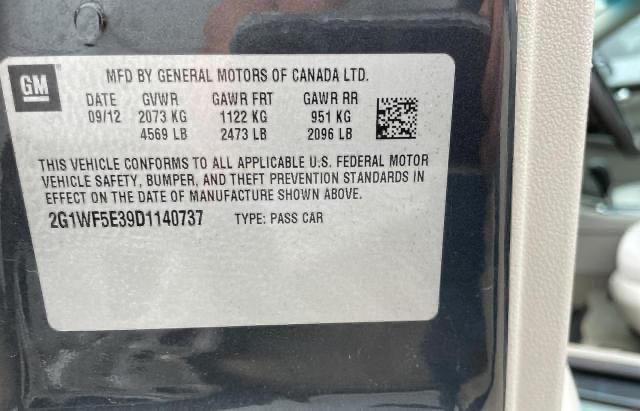 GM
MFD BY GENERAL MOTORS OF CANADA LTD.
DATE GVWR GAWR FRT GAWR RR
09/12 2073 KG 1122 KG 951 KG
4569 LB 2473 LB 2096 LB
THIS VEHICLE CONFORMS TO ALL APPLICABLE U.S. FEDERAL MOTOR
VEHICLE SAFETY, BUMPER, AND THEFT PREVENTION STANDARDS IN
EFFECT ON THE DATE OF MANUFACTURE SHOWN ABOVE.
2G1WF5E39D1140737 TYPE: PASS CAR